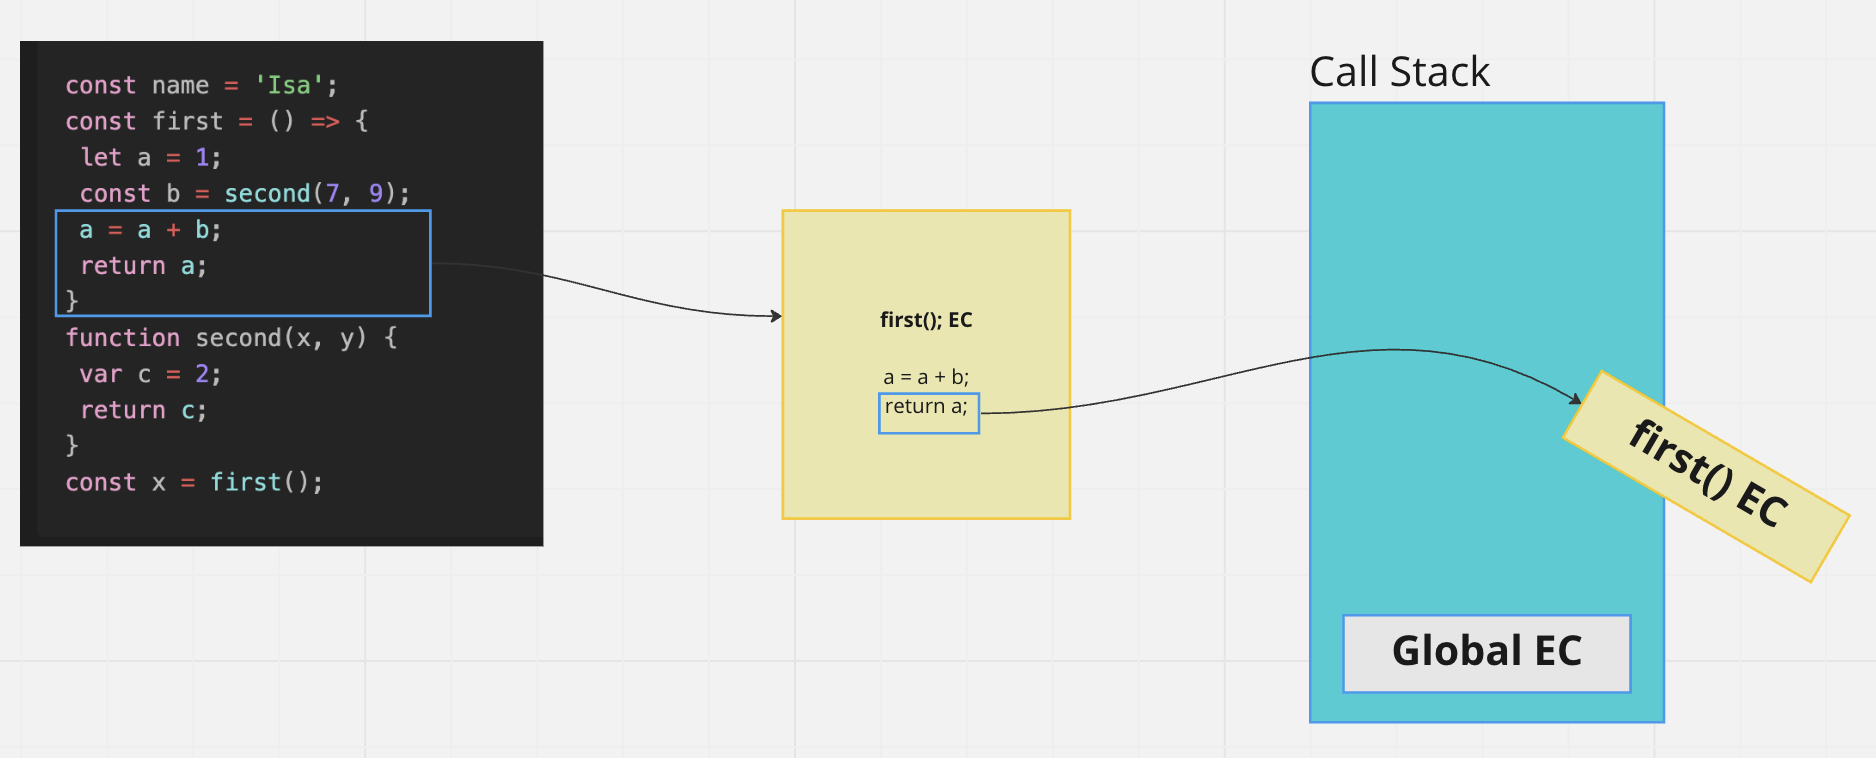 const name = 'Isa';
const first = () => {
let a = 1;
const b = second(7, 9);
a = a + b;
return a;
}
function second(x, y) {
var c = 2;
return c;
}
const x = first();
first(); EC
a = a + b;
return a;
Call Stack
first() EC
Global EC